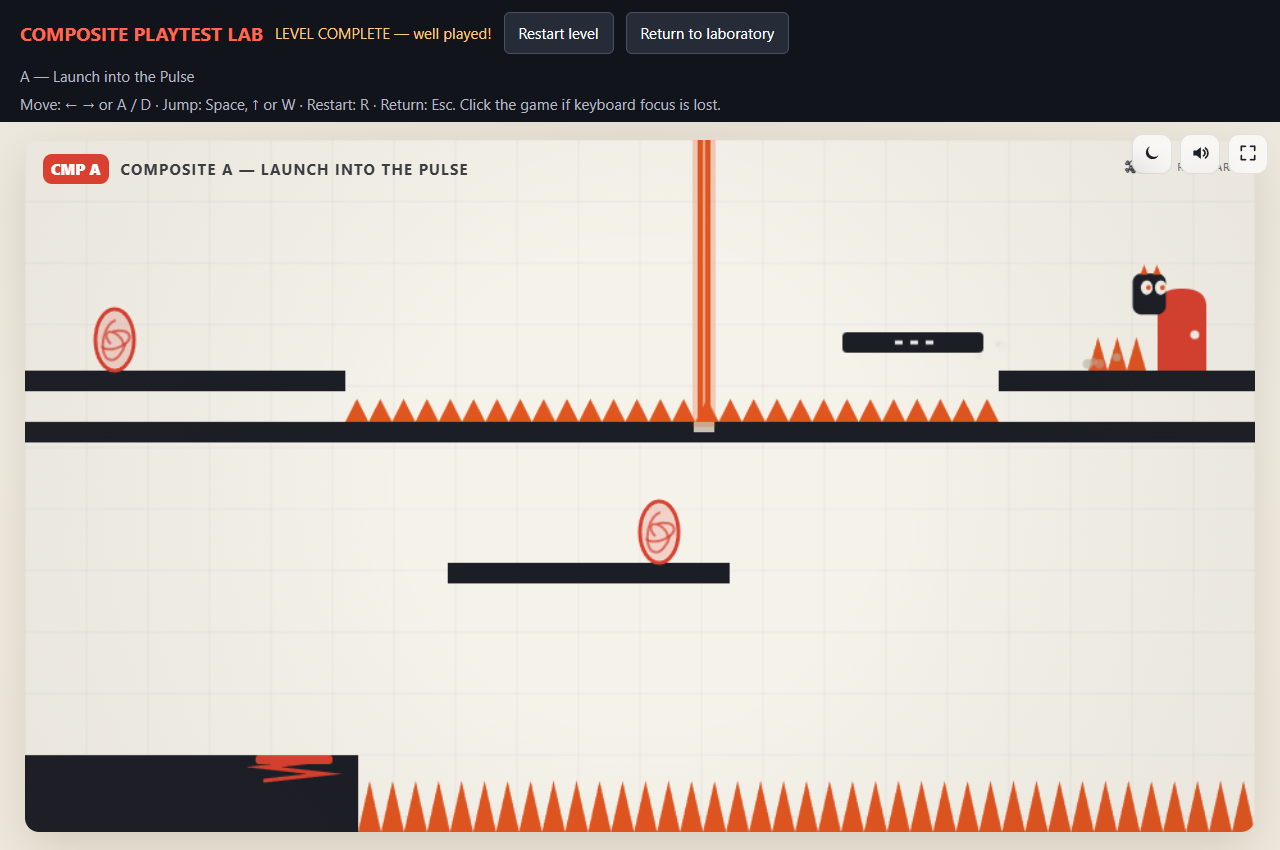 COMPOSITE PLAYTEST LAB LEVEL COMPLETE — well played! Restart level Return to laboratory
A — Launch into the Pulse
Move: ← → or A / D · Jump: Space, ↑ or W · Restart: R · Return: Esc. Click the game if keyboard focus is lost.
CMP A COMPOSITE A — LAUNCH INTO THE PULSE